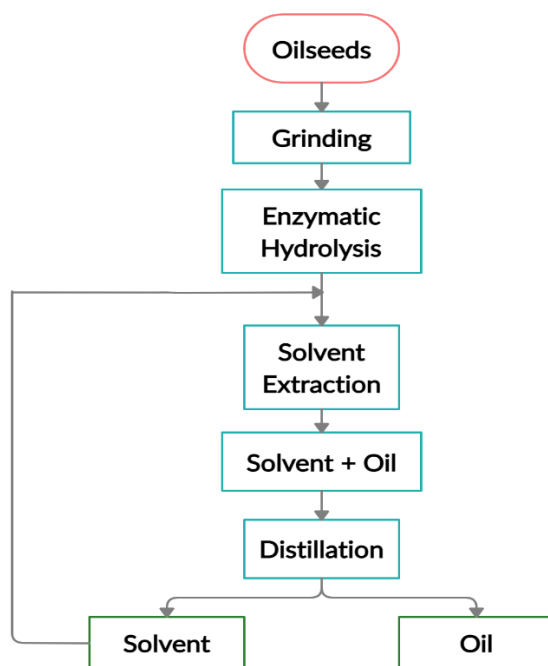 Oilseeds
Grinding
Enzymatic
Hydrolysis
Solvent
Extraction
Solvent + Oil
Distillation
Solvent
Oil